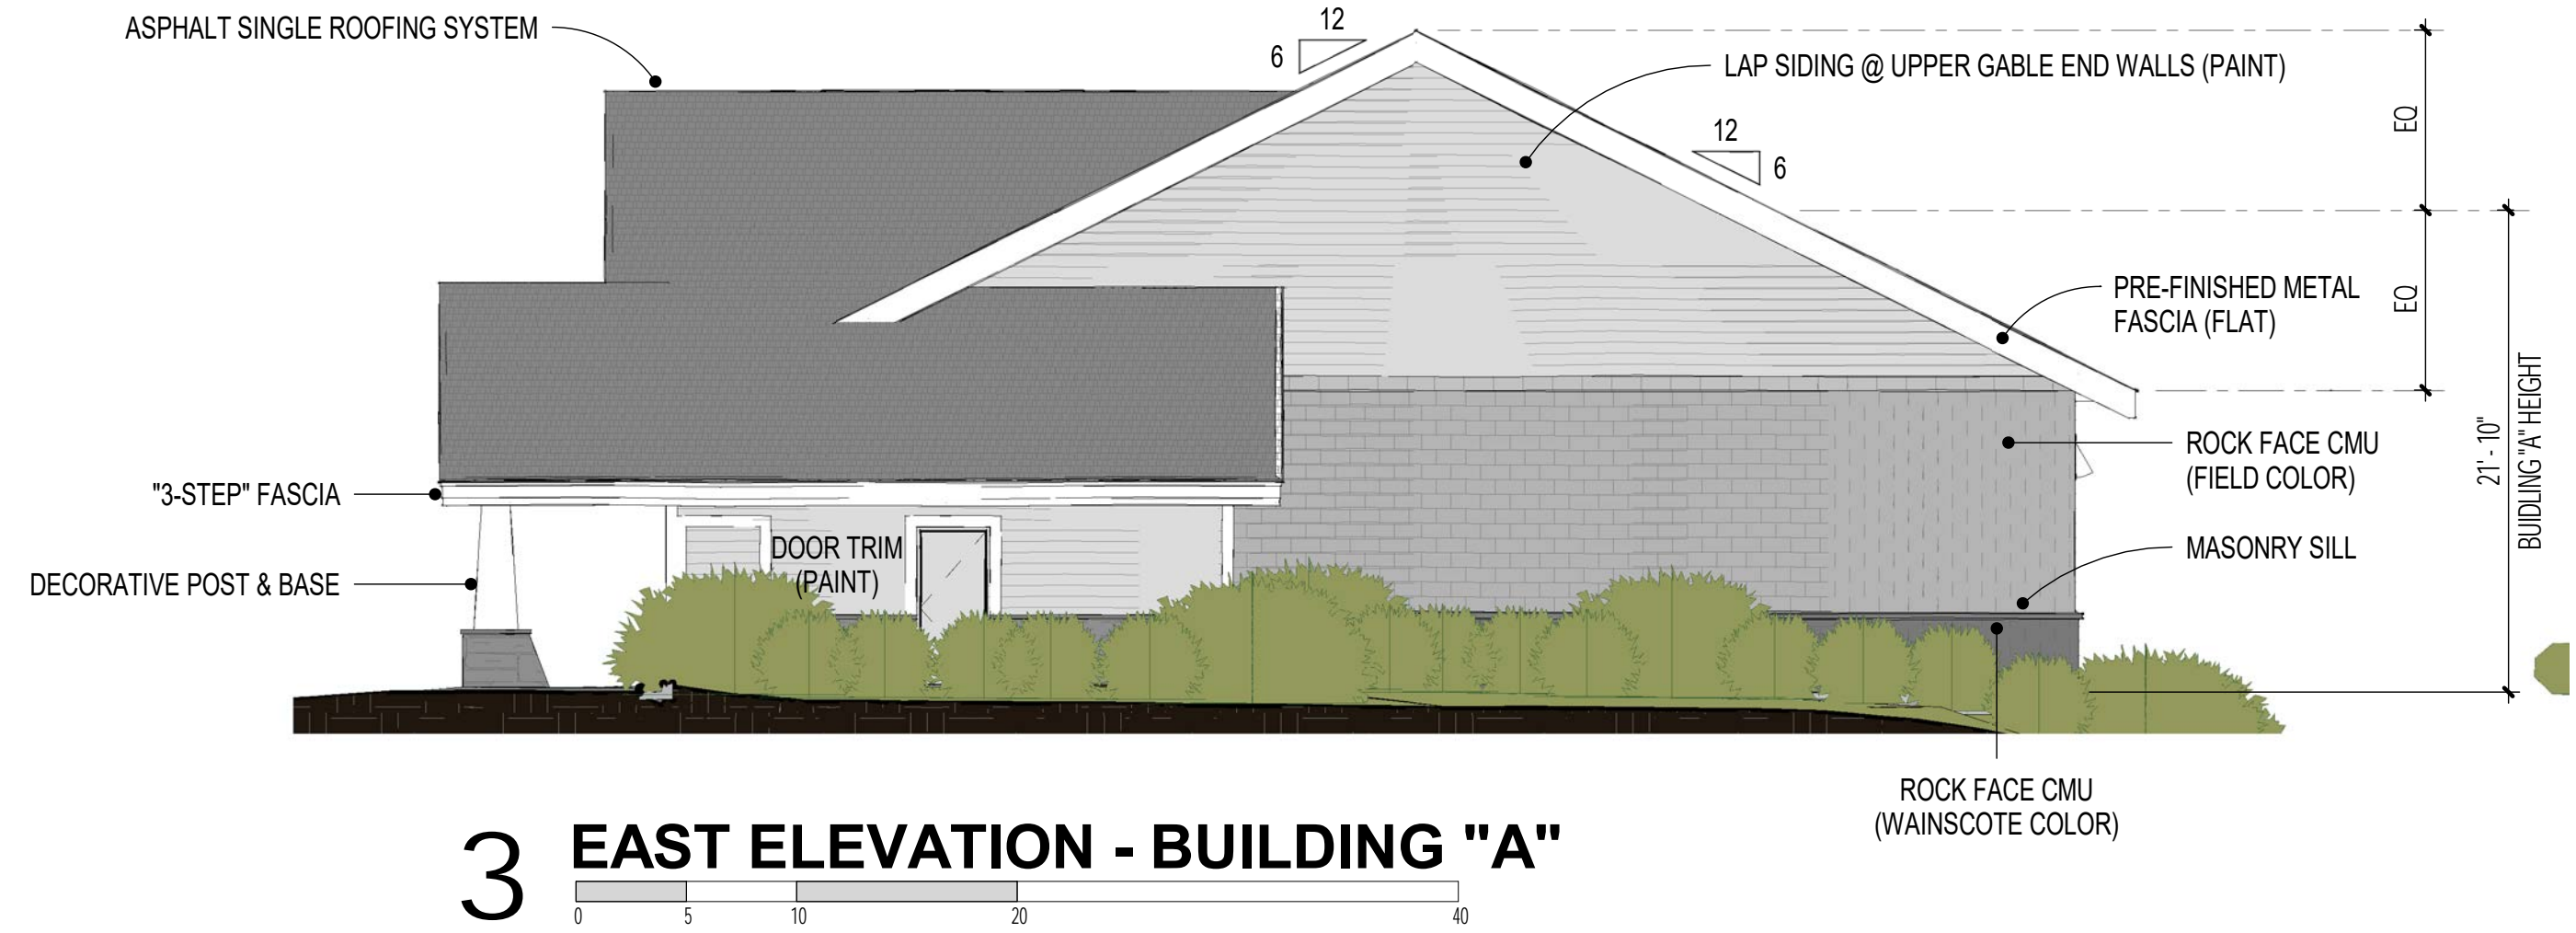 ASPHALT SINGLE ROOFING SYSTEM
12
6
LAP SIDING @ UPPER GABLE END WALLS (PAINT)
12
6
EQ
EQ
PRE-FINISHED METAL
FASCIA (FLAT)
21' - 10"
BUIDLING "A" HEIGHT
ROCK FACE CMU
(FIELD COLOR)
"3-STEP" FASCIA
DOOR TRIM
(PAINT)
MASONRY SILL
DECORATIVE POST & BASE
ROCK FACE CMU
(WAINSCOTE COLOR)
3 EAST ELEVATION - BUILDING "A"
0 5 10 20 40